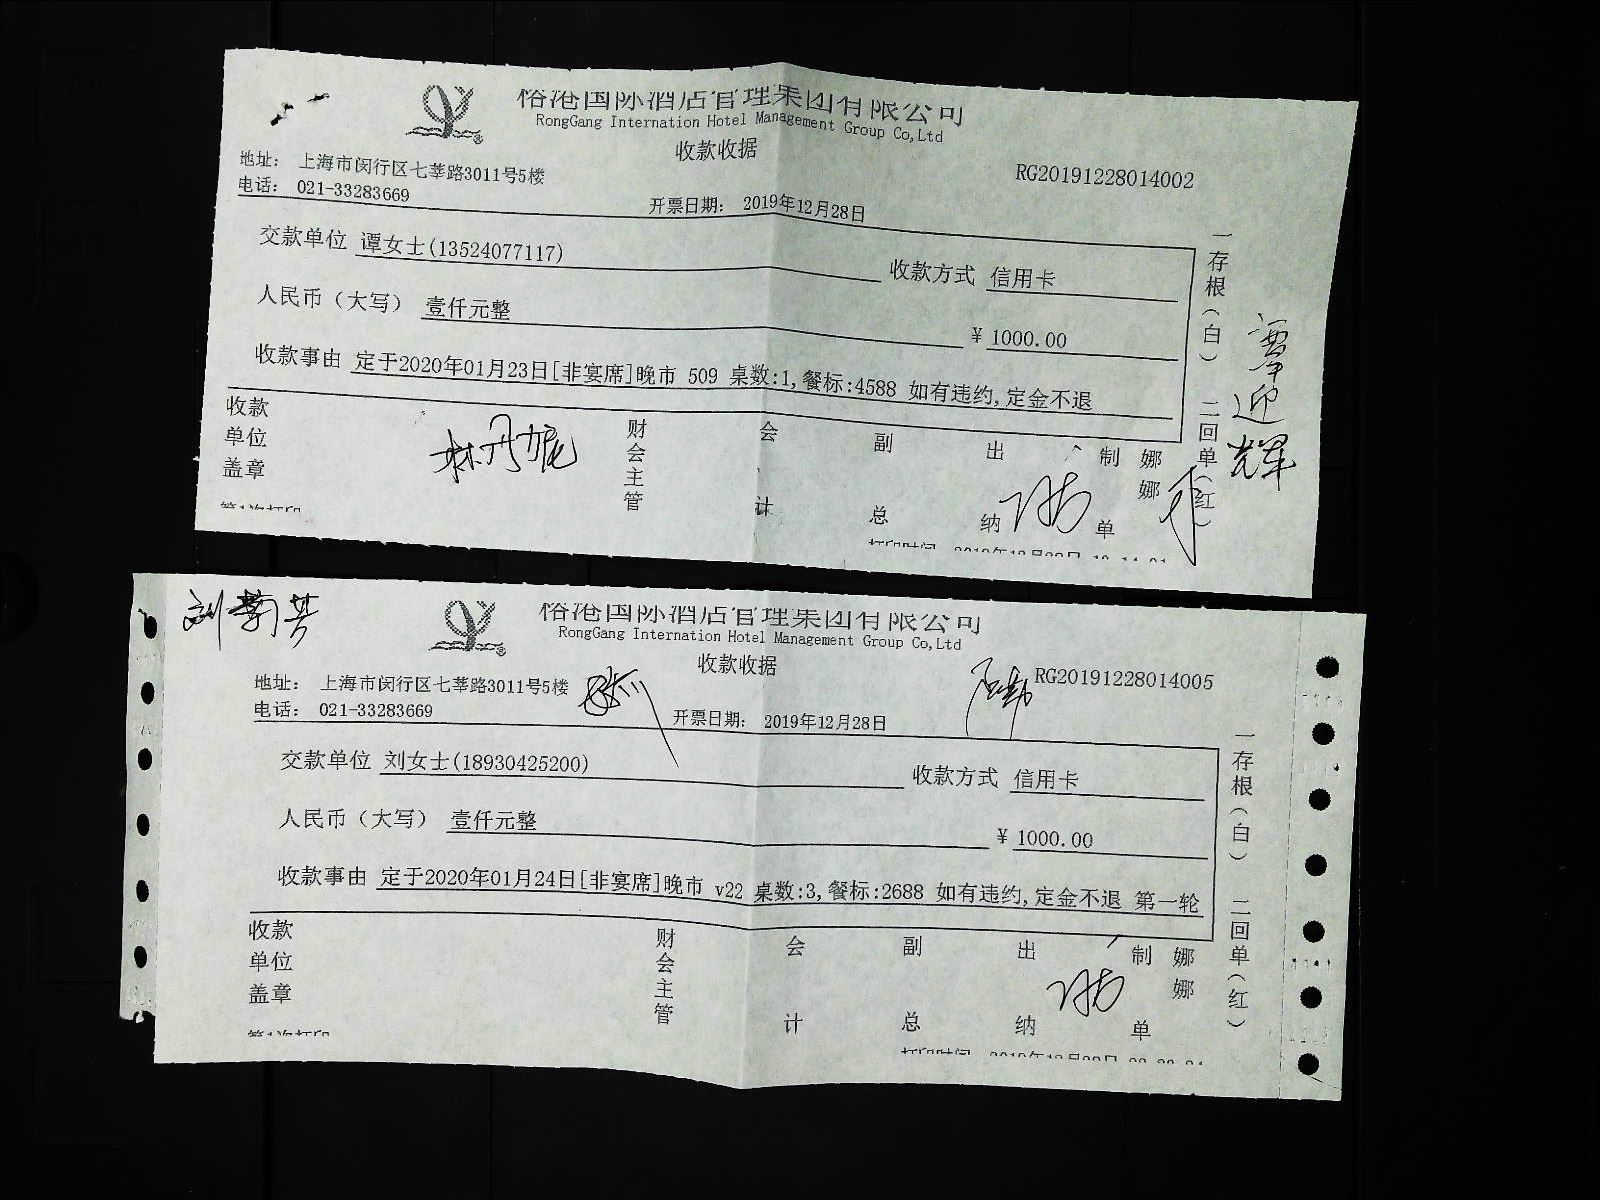 榕港国际酒店管理集团有限公司
RongGang Internation Hotel Management Group Co,Ltd
收款收据
地址: 上海市闵行区七莘路3011号5楼
RG20191228014002
电话: 021-33283669
开票日期: 2019年12月28日
交款单位 谭女士(13524077117) 收款方式 信用卡
人民币（大写） 壹仟元整 ¥ 1000.00
收款事由 定于2020年01月23日[非宴席]晚市 509 桌数:1,餐标:4588 如有违约,定金不退
收款单位盖章 财会主管 会计 副总 出纳 制单 娜娜
一存根（白） 二回单（红）
第1次打印
刘菊芳
榕港国际酒店管理集团有限公司
RongGang Internation Hotel Management Group Co,Ltd
收款收据
地址: 上海市闵行区七莘路3011号5楼
RG20191228014005
电话: 021-33283669
开票日期: 2019年12月28日
交款单位 刘女士(18930425200) 收款方式 信用卡
人民币（大写） 壹仟元整 ¥ 1000.00
收款事由 定于2020年01月24日[非宴席]晚市 v22 桌数:3,餐标:2688 如有违约,定金不退 第一轮
收款单位盖章 财会主管 会计 副总 出纳 制单 娜娜
一存根（白） 二回单（红）
第1次打印